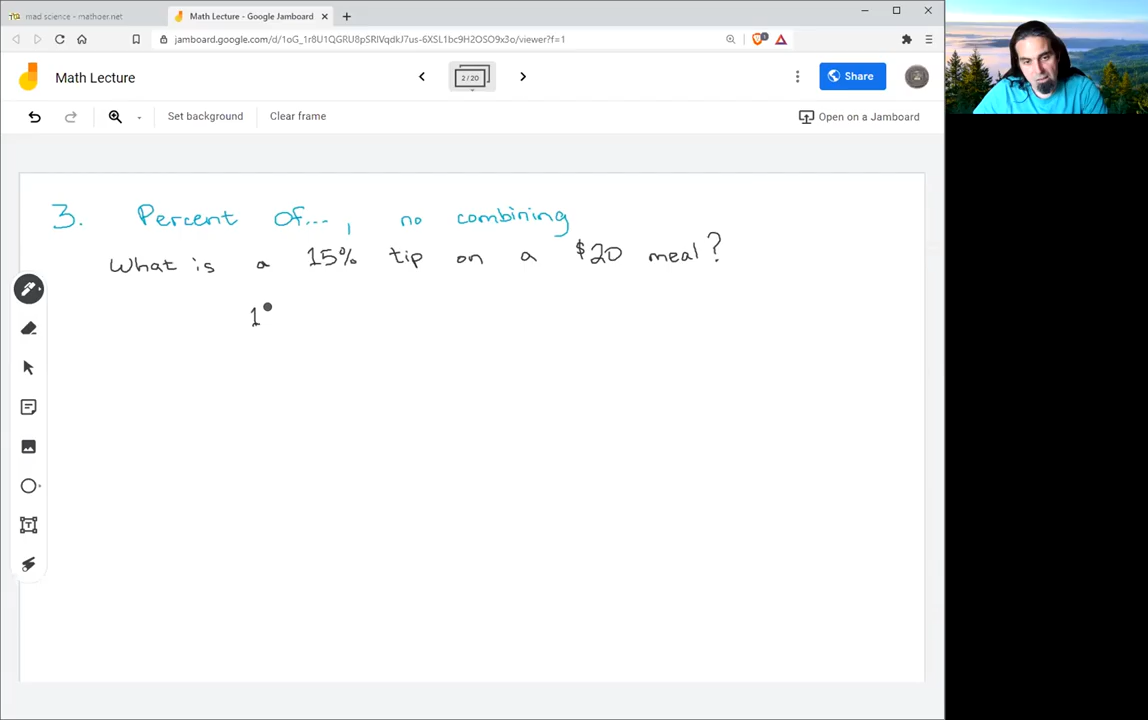 mad science - mathoer.net
Math Lecture - Google Jamboard
jamboard.google.com/d/1oG_1r8U1QGRU8pSRlVqdkJ7us-6XSL1bc9H2OSO9x3o/viewer?f=1
Math Lecture
2 / 20
Share
Set background
Clear frame
Open on a Jamboard
3. Percent of..., no combining
What is a 15% tip on a $20 meal?
1